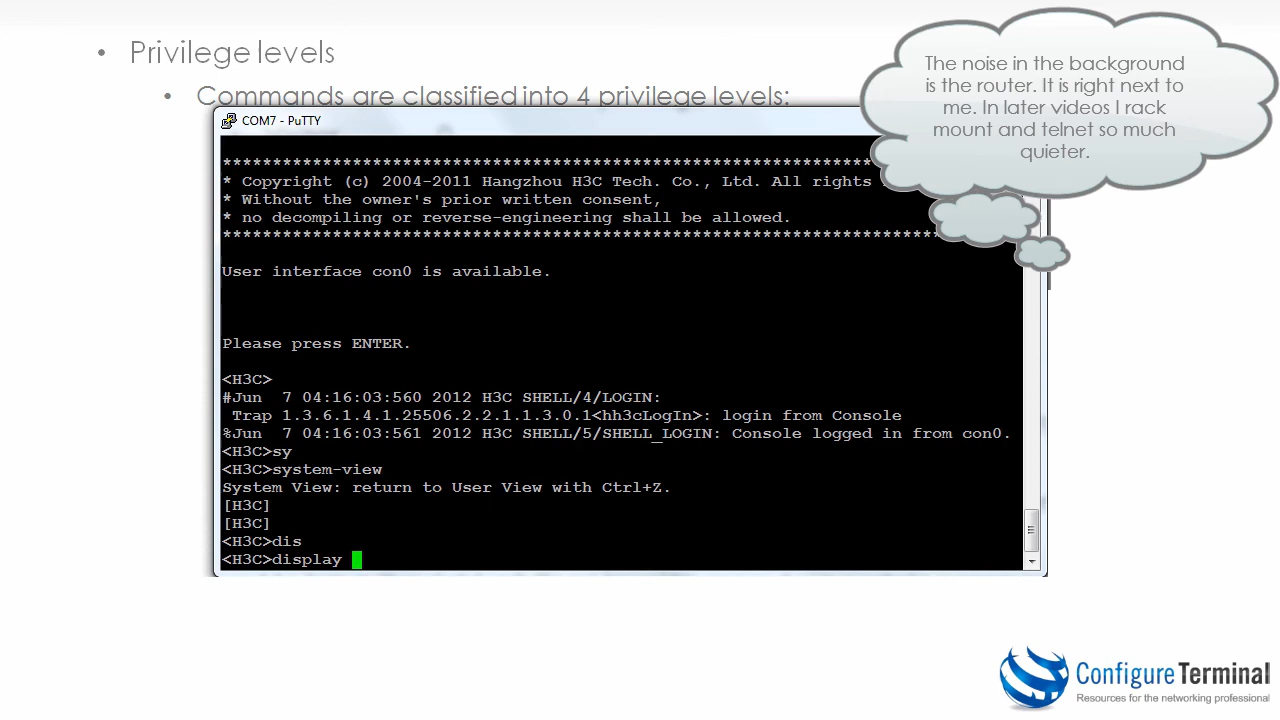 • Privilege levels
• Commands are classified into 4 privilege levels:
The noise in the background
is the router. It is right next to
me. In later videos I rack
mount and telnet so much
quieter.
COM7 - PuTTY
**********************************************************************
* Copyright (c) 2004-2011 Hangzhou H3C Tech. Co., Ltd. All rights
* Without the owner's prior written consent,
* no decompiling or reverse-engineering shall be allowed.
**********************************************************************
User interface con0 is available.
Please press ENTER.
<H3C>
#Jun  7 04:16:03:560 2012 H3C SHELL/4/LOGIN:
 Trap 1.3.6.1.4.1.25506.2.2.1.1.3.0.1<hh3cLogIn>: login from Console
%Jun  7 04:16:03:561 2012 H3C SHELL/5/SHELL_LOGIN: Console logged in from con0.
<H3C>sy
<H3C>system-view
System View: return to User View with Ctrl+Z.
[H3C]
[H3C]
<H3C>dis
<H3C>display
Configure Terminal
Resources for the networking professional